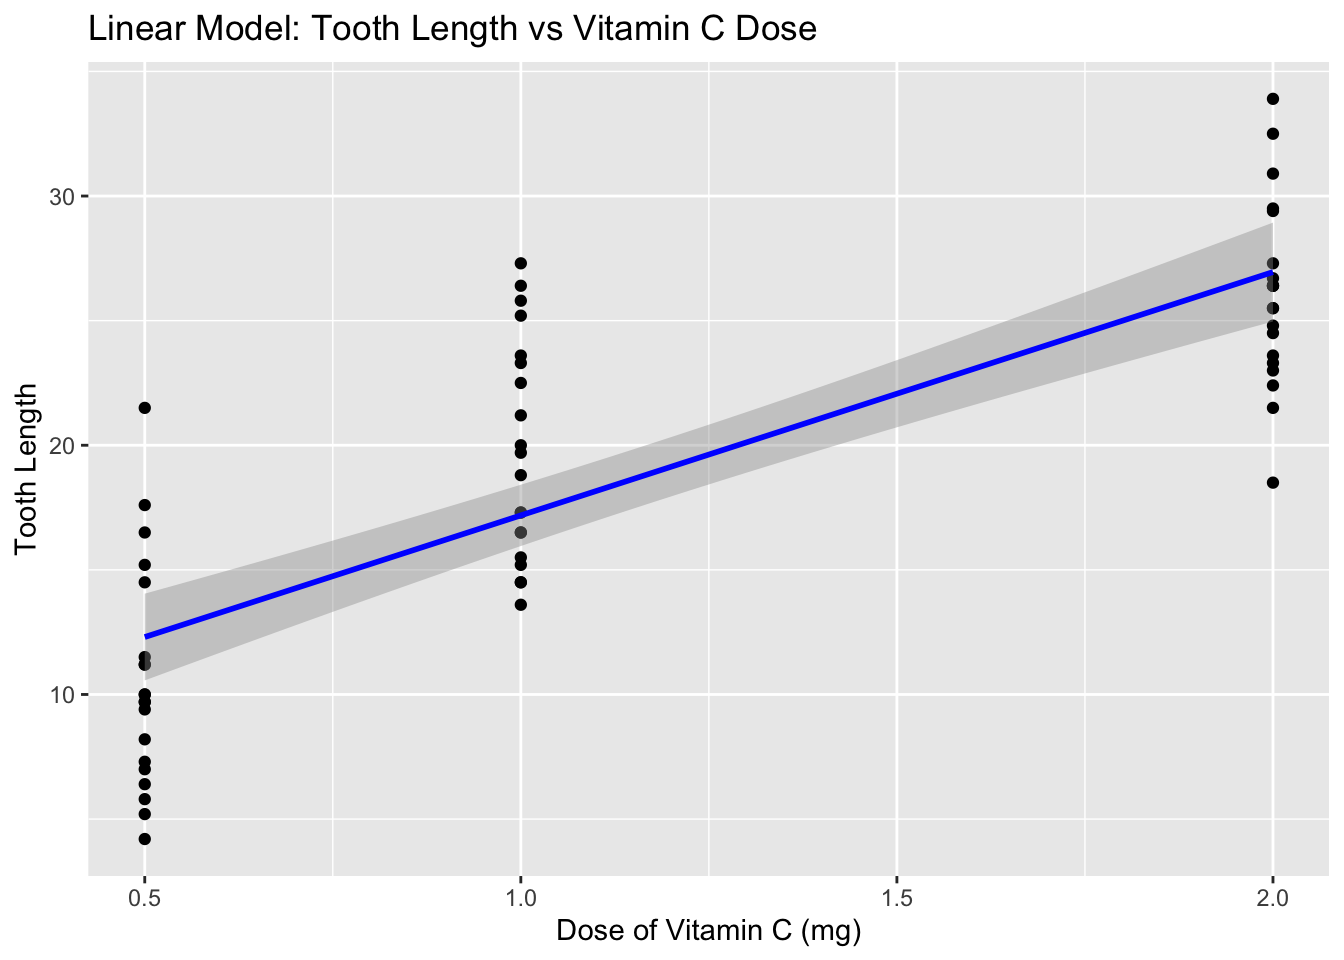 Linear Model: Tooth Length vs Vitamin C Dose
Tooth Length
30
20
10
0.5 1.0 1.5 2.0
Dose of Vitamin C (mg)